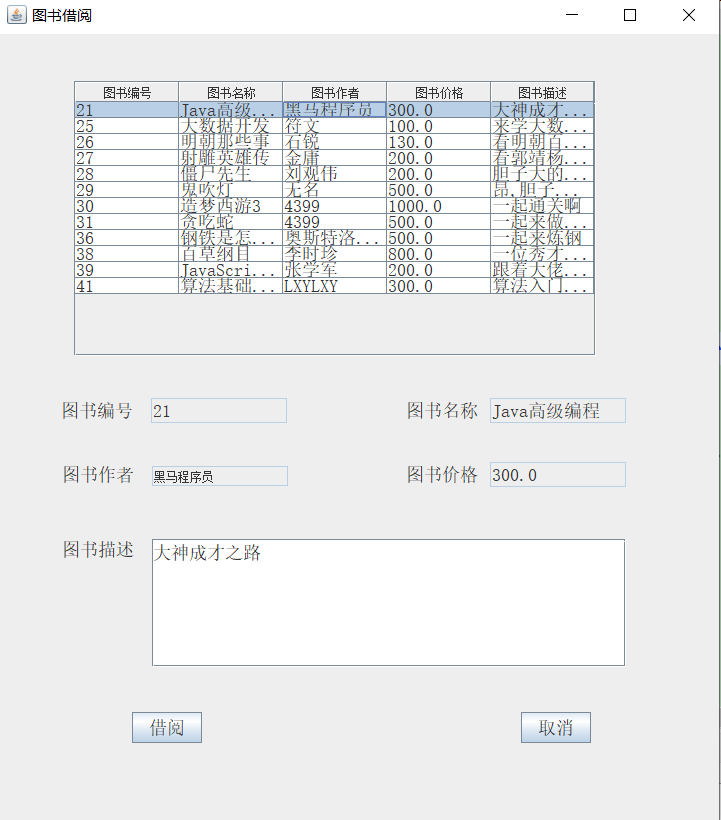 图书借阅
图书编号 图书名称 图书作者 图书价格 图书描述
21 Java高级... 黑马程序员 300.0 大神成才...
25 大数据开发 符文 100.0 来学大数...
26 明朝那些事 石锐 130.0 看明朝百...
27 射雕英雄传 金庸 200.0 看郭靖杨...
28 僵尸先生 刘观伟 200.0 胆子大的...
29 鬼吹灯 无名 500.0 昂,胆子...
30 造梦西游3 4399 1000.0 一起通关啊
31 贪吃蛇 4399 500.0 一起来做...
36 钢铁是怎... 奥斯特洛... 500.0 一起来炼钢
38 百草纲目 李时珍 800.0 一位秀才...
39 JavaScri... 张学军 200.0 跟着大佬...
41 算法基础... LXYLXY 300.0 算法入门...
图书编号 21 图书名称 Java高级编程
图书作者 黑马程序员 图书价格 300.0
图书描述 大神成才之路
借阅 取消